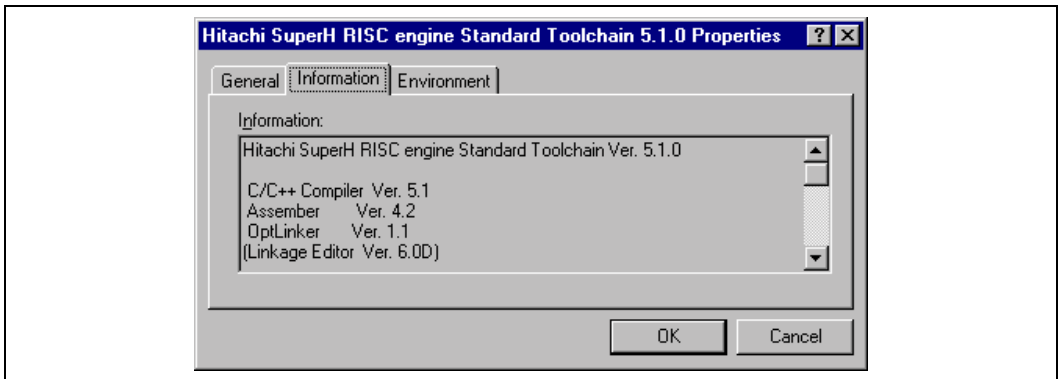 Hitachi SuperH RISC engine Standard Toolchain 5.1.0 Properties
General Information Environment
Information:
Hitachi SuperH RISC engine Standard Toolchain Ver. 5.1.0
C/C++ Compiler Ver. 5.1
Assember Ver. 4.2
OptLinker Ver. 1.1
(Linkage Editor Ver. 6.0D)
OK Cancel